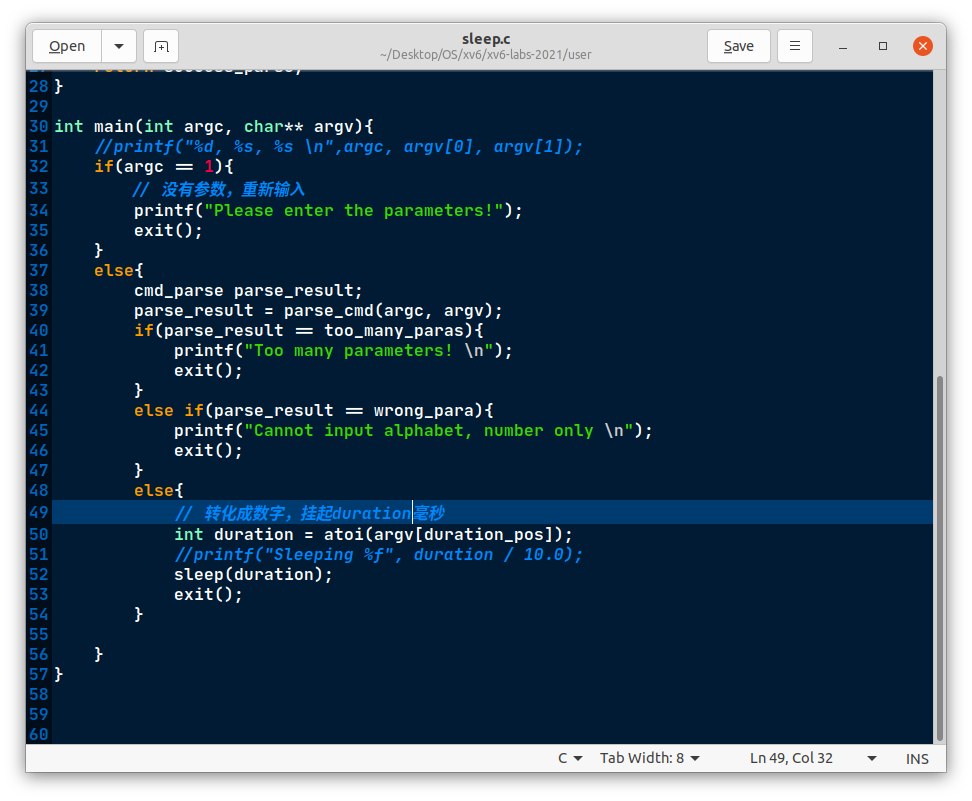 Open
sleep.c
~/Desktop/OS/xv6/xv6-labs-2021/user
Save
28 }
29
30 int main(int argc, char** argv){
31 //printf("%d, %s, %s \n",argc, argv[0], argv[1]);
32 if(argc == 1){
33 // 没有参数，重新输入
34 printf("Please enter the parameters!");
35 exit();
36 }
37 else{
38 cmd_parse parse_result;
39 parse_result = parse_cmd(argc, argv);
40 if(parse_result == too_many_paras){
41 printf("Too many parameters! \n");
42 exit();
43 }
44 else if(parse_result == wrong_para){
45 printf("Cannot input alphabet, number only \n");
46 exit();
47 }
48 else{
49 // 转化成数字，挂起duration毫秒
50 int duration = atoi(argv[duration_pos]);
51 //printf("Sleeping %f", duration / 10.0);
52 sleep(duration);
53 exit();
54 }
55
56 }
57 }
58
59
60
C
Tab Width: 8
Ln 49, Col 32
INS